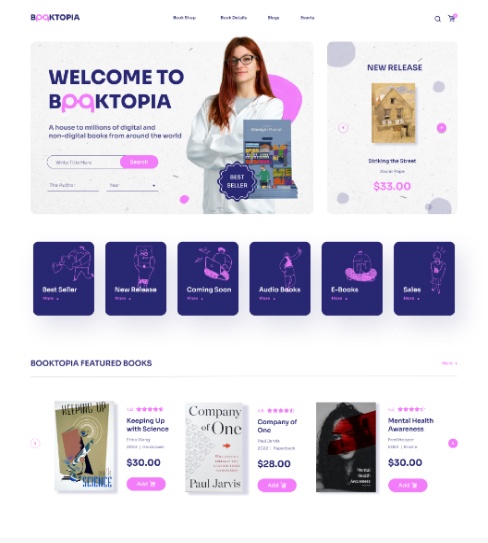 BOOKTOPIA
Book Shop
Book Details
Blogs
Events
WELCOME TO
BOOKTOPIA
A house to millions of digital and
non-digital books from around the world
Write Title Here
Search
The Author
Year
BEST
SELLER
NEW RELEASE
Striking the Street
$33.00
Best Seller
More
New Release
More
Coming Soon
More
Audio Books
More
E-Books
More
Sales
More
BOOKTOPIA FEATURED BOOKS
More
KEEPING UP
SCIENCE
Keeping Up
with Science
$30.00
Add
Company
of One
Paul Jarvis
Company of
One
Paul Jarvis
Paperback
$28.00
Add
Mental
Health
Awareness
Mental Health
Awareness
$30.00
Add